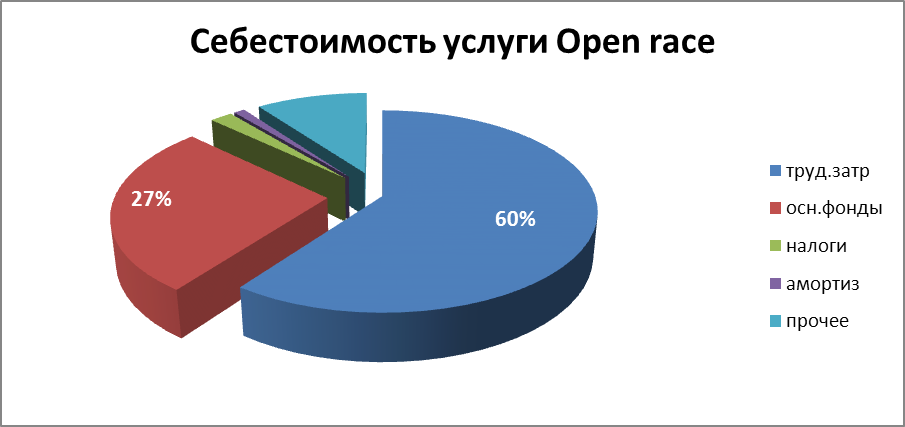 Себестоимость услуги Open race
27%
60%
труд.затр
осн.фонды
налоги
амортиз
прочее